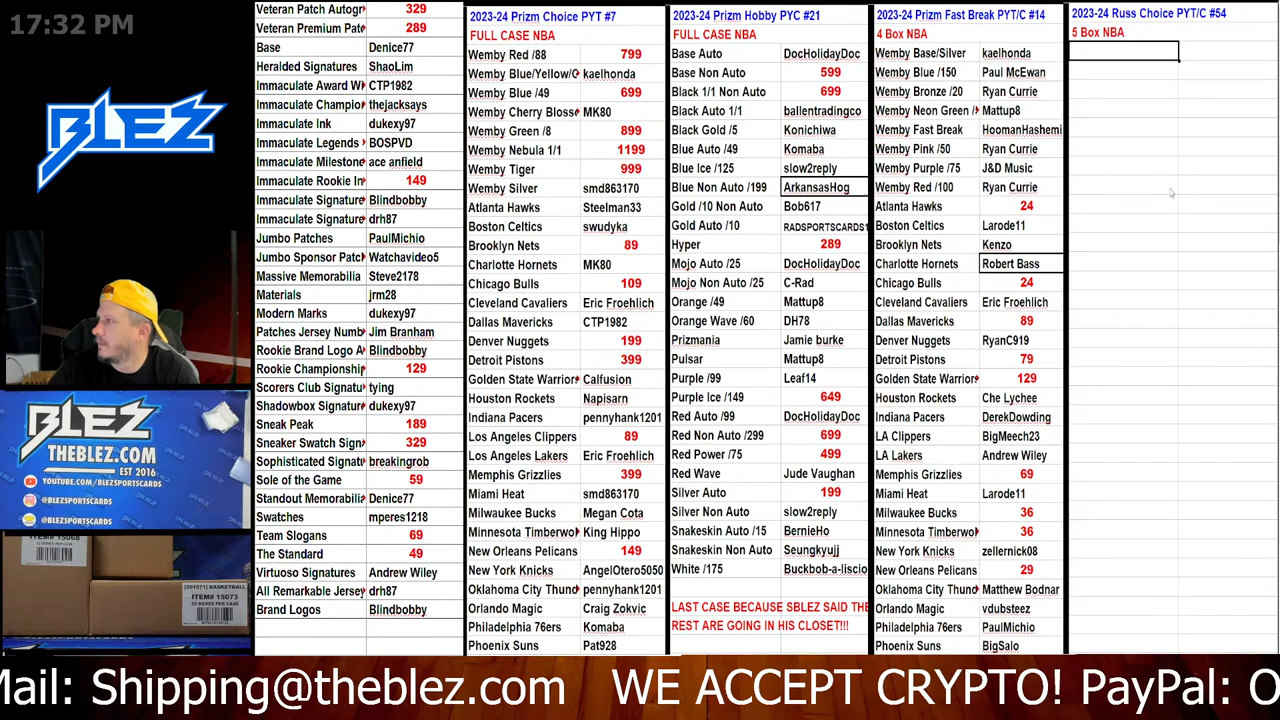 17:32 PM
BLEZ
BLEZ
THEBLEZ.COM
EST 2016
YOUTUBE.COM/BLEZSPORTSCARDS
@BLEZSPORTSCARDS
@BLEZSPORTSCARDS
ITEM# 15068
[201571] BASKETBALL
ITEM# 15073
20 BOXES PER CASE
Veteran Patch Autogr 329
Veteran Premium Pat 289
Base Denice77
Heralded Signatures ShaoLim
Immaculate Award W CTP1982
Immaculate Champio thejacksays
Immaculate Ink dukexy97
Immaculate Legends BOSPVD
Immaculate Milestone ace anfield
Immaculate Rookie In 149
Immaculate Signature Blindbobby
Immaculate Signature drh87
Jumbo Patches PaulMichio
Jumbo Sponsor Patc Watchavideo5
Massive Memorabilia Steve2178
Materials jrm28
Modern Marks dukexy97
Patches Jersey Numb Jim Branham
Rookie Brand Logo A Blindbobby
Rookie Championship 129
Scorers Club Signatu tying
Shadowbox Signatur dukexy97
Sneak Peak 189
Sneaker Swatch Sign 329
Sophisticated Signat breakingrob
Sole of the Game 59
Standout Memorabili Denice77
Swatches mperes1218
Team Slogans 69
The Standard 49
Virtuoso Signatures Andrew Wiley
All Remarkable Jersey drh87
Brand Logos Blindbobby
2023-24 Prizm Choice PYT #7
FULL CASE NBA
Wemby Red /88 799
Wemby Blue/Yellow/G kaelhonda
Wemby Blue /49 699
Wemby Cherry Bloss MK80
Wemby Green /8 899
Wemby Nebula 1/1 1199
Wemby Tiger 999
Wemby Silver smd863170
Atlanta Hawks Steelman33
Boston Celtics swudyka
Brooklyn Nets 89
Charlotte Hornets MK80
Chicago Bulls 109
Cleveland Cavaliers Eric Froehlich
Dallas Mavericks CTP1982
Denver Nuggets 199
Detroit Pistons 399
Golden State Warrior Calfusion
Houston Rockets Napisarn
Indiana Pacers pennyhank1201
Los Angeles Clippers 89
Los Angeles Lakers Eric Froehlich
Memphis Grizzlies 399
Miami Heat smd863170
Milwaukee Bucks Megan Cota
Minnesota Timberwo King Hippo
New Orleans Pelicans 149
New York Knicks AngelOtero5050
Oklahoma City Thun pennyhank1201
Orlando Magic Craig Zokvic
Philadelphia 76ers Komaba
Phoenix Suns Pat928
2023-24 Prizm Hobby PYC #21
FULL CASE NBA
Base Auto DocHolidayDoc
Base Non Auto 599
Black 1/1 Non Auto 699
Black Auto 1/1 ballentradingco
Black Gold /5 Konichiwa
Blue Auto /49 Komaba
Blue Ice /125 slow2reply
Blue Non Auto /199 ArkansasHog
Gold /10 Non Auto Bob617
Gold Auto /10 RADSPORTSCARDS1
Hyper 289
Mojo Auto /25 DocHolidayDoc
Mojo Non Auto /25 C-Rad
Orange /49 Mattup8
Orange Wave /60 DH78
Prizmania Jamie burke
Pulsar Mattup8
Purple /99 Leaf14
Purple Ice /149 649
Red Auto /99 DocHolidayDoc
Red Non Auto /299 699
Red Power /75 499
Red Wave Jude Vaughan
Silver Auto 199
Silver Non Auto slow2reply
Snakeskin Auto /15 BernieHo
Snakeskin Non Auto Seungkyujj
White /175 Buckbob-a-liscio
LAST CASE BECAUSE SBLEZ SAID THE
REST ARE GOING IN HIS CLOSET!!!
2023-24 Prizm Fast Break PYT/C #14
4 Box NBA
Wemby Base/Silver kaelhonda
Wemby Blue /150 Paul McEwan
Wemby Bronze /20 Ryan Currie
Wemby Neon Green / Mattup8
Wemby Fast Break HoomanHashemi
Wemby Pink /50 Ryan Currie
Wemby Purple /75 J&D Music
Wemby Red /100 Ryan Currie
Atlanta Hawks 24
Boston Celtics Larode11
Brooklyn Nets Kenzo
Charlotte Hornets Robert Bass
Chicago Bulls 24
Cleveland Cavaliers Eric Froehlich
Dallas Mavericks 89
Denver Nuggets RyanC919
Detroit Pistons 79
Golden State Warrior 129
Houston Rockets Che Lychee
Indiana Pacers DerekDowding
LA Clippers BigMeech23
LA Lakers Andrew Wiley
Memphis Grizzlies 69
Miami Heat Larode11
Milwaukee Bucks 36
Minnesota Timberwo 36
New York Knicks zellernick08
New Orleans Pelicans 29
Oklahoma City Thun Matthew Bodnar
Orlando Magic vdubsteez
Philadelphia 76ers PaulMichio
Phoenix Suns BigSalo
2023-24 Russ Choice PYT/C #54
5 Box NBA
Mail: Shipping@theblez.com WE ACCEPT CRYPTO! PayPal: O